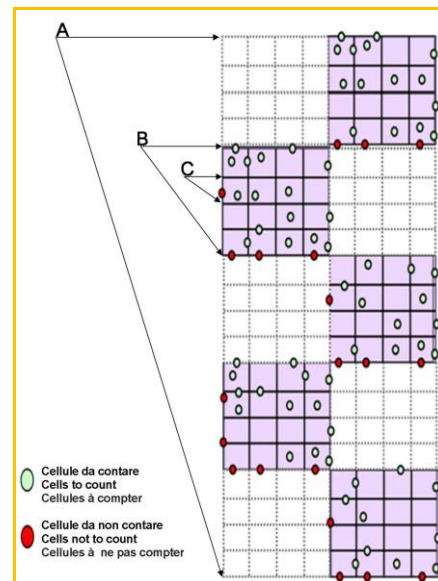 A
B
C
Cellule da contare
Cells to count
Cellules à compter
Cellule da non contare
Cells not to count
Cellules à ne pas compter